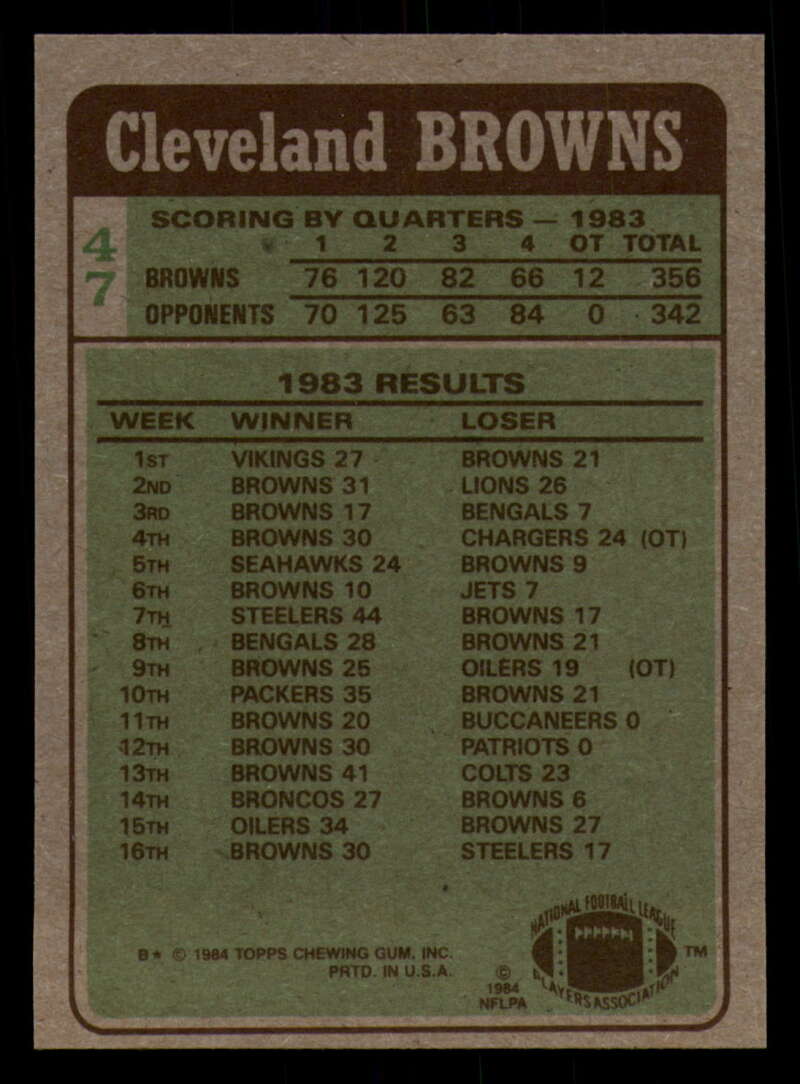 Cleveland BROWNS
47
SCORING BY QUARTERS — 1983
1 2 3 4 OT TOTAL
BROWNS 76 120 82 66 12 356
OPPONENTS 70 125 63 84 0 342
1983 RESULTS
WEEK WINNER LOSER
1ST VIKINGS 27 BROWNS 21
2ND BROWNS 31 LIONS 26
3RD BROWNS 17 BENGALS 7
4TH BROWNS 30 CHARGERS 24 (OT)
5TH SEAHAWKS 24 BROWNS 9
6TH BROWNS 10 JETS 7
7TH STEELERS 44 BROWNS 17
8TH BENGALS 28 BROWNS 21
9TH BROWNS 25 OILERS 19 (OT)
10TH PACKERS 35 BROWNS 21
11TH BROWNS 20 BUCCANEERS 0
12TH BROWNS 30 PATRIOTS 0
13TH BROWNS 41 COLTS 23
14TH BRONCOS 27 BROWNS 6
15TH OILERS 34 BROWNS 27
16TH BROWNS 30 STEELERS 17
B★ © 1984 TOPPS CHEWING GUM, INC.
PRTD. IN U.S.A.
©
1984
NFLPA
NATIONAL FOOTBALL LEAGUE
PLAYERS ASSOCIATION
TM